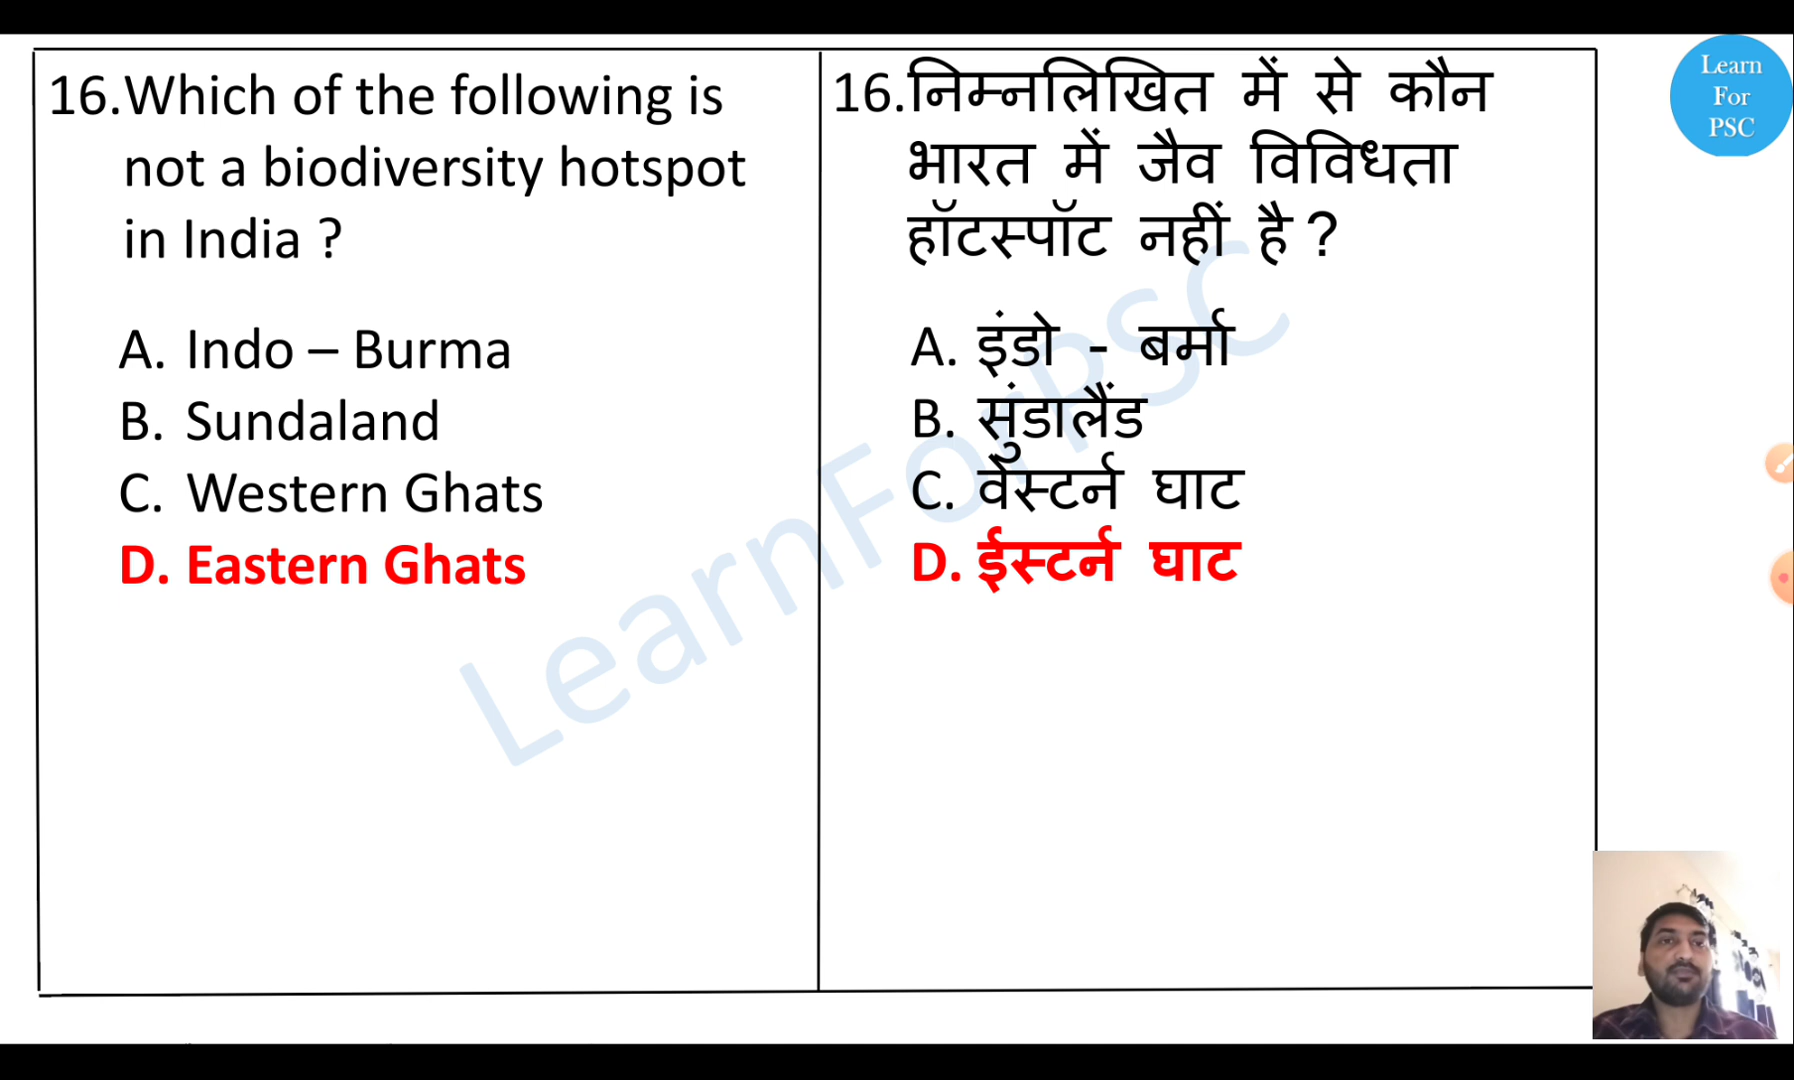 16.Which of the following is
not a biodiversity hotspot
in India ?
A. Indo – Burma
B. Sundaland
C. Western Ghats
D. Eastern Ghats
16.निम्नलिखित में से कौन
भारत में जैव विविधता
हॉटस्पॉट नहीं है ?
A. इंडो - बर्मा
B. सुंडालैंड
C. वेस्टर्न घाट
D. ईस्टर्न घाट
Learn
For
PSC
LearnForPSC